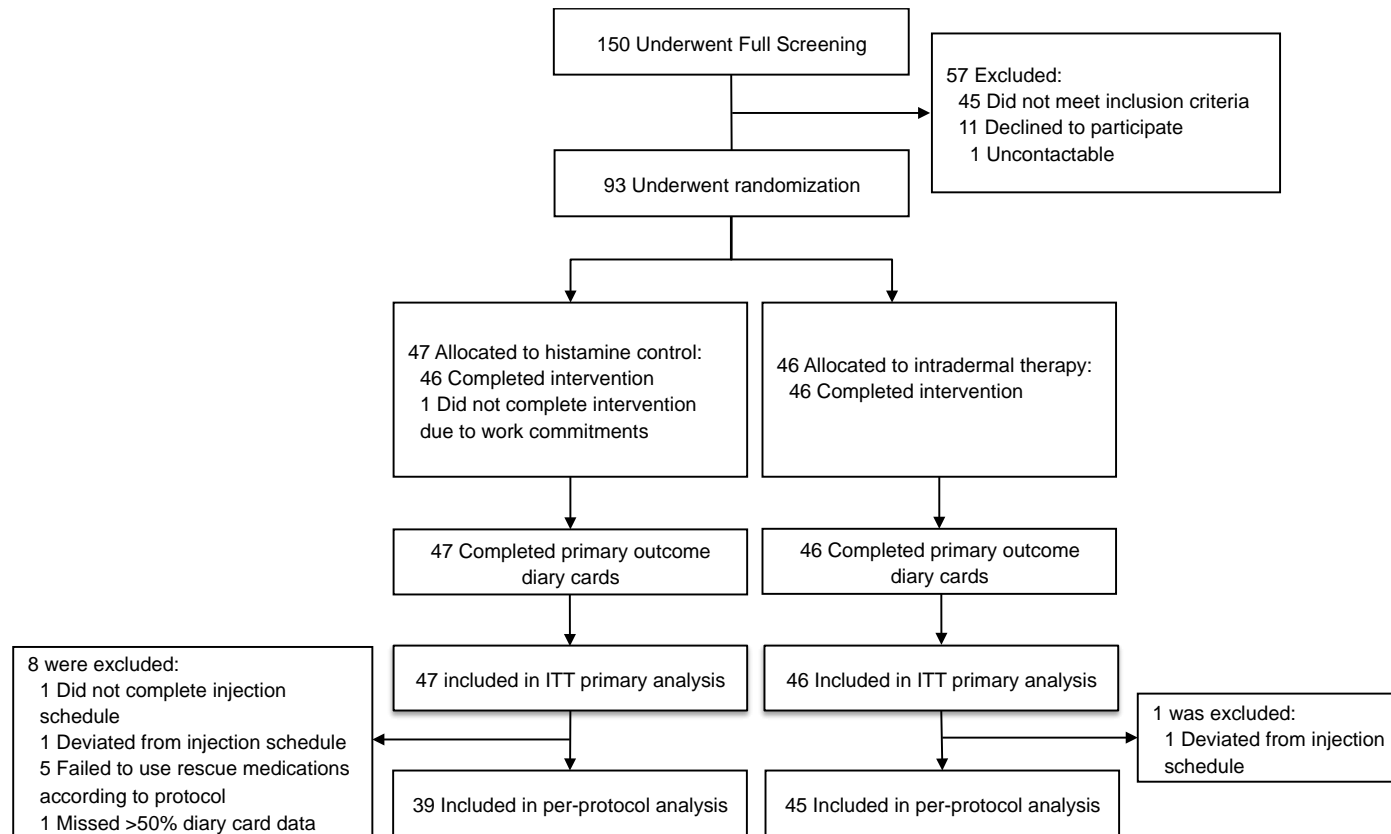 150 Underwent Full Screening
57 Excluded:
45 Did not meet inclusion criteria
11 Declined to participate
1 Uncontactable
93 Underwent randomization
47 Allocated to histamine control:
46 Completed intervention
1 Did not complete intervention
due to work commitments
46 Allocated to intradermal therapy:
46 Completed intervention
47 Completed primary outcome
diary cards
46 Completed primary outcome
diary cards
47 included in ITT primary analysis
46 Included in ITT primary analysis
8 were excluded:
1 Did not complete injection
schedule
1 Deviated from injection schedule
5 Failed to use rescue medications
according to protocol
1 Missed >50% diary card data
1 was excluded:
1 Deviated from injection
schedule
39 Included in per-protocol analysis
45 Included in per-protocol analysis